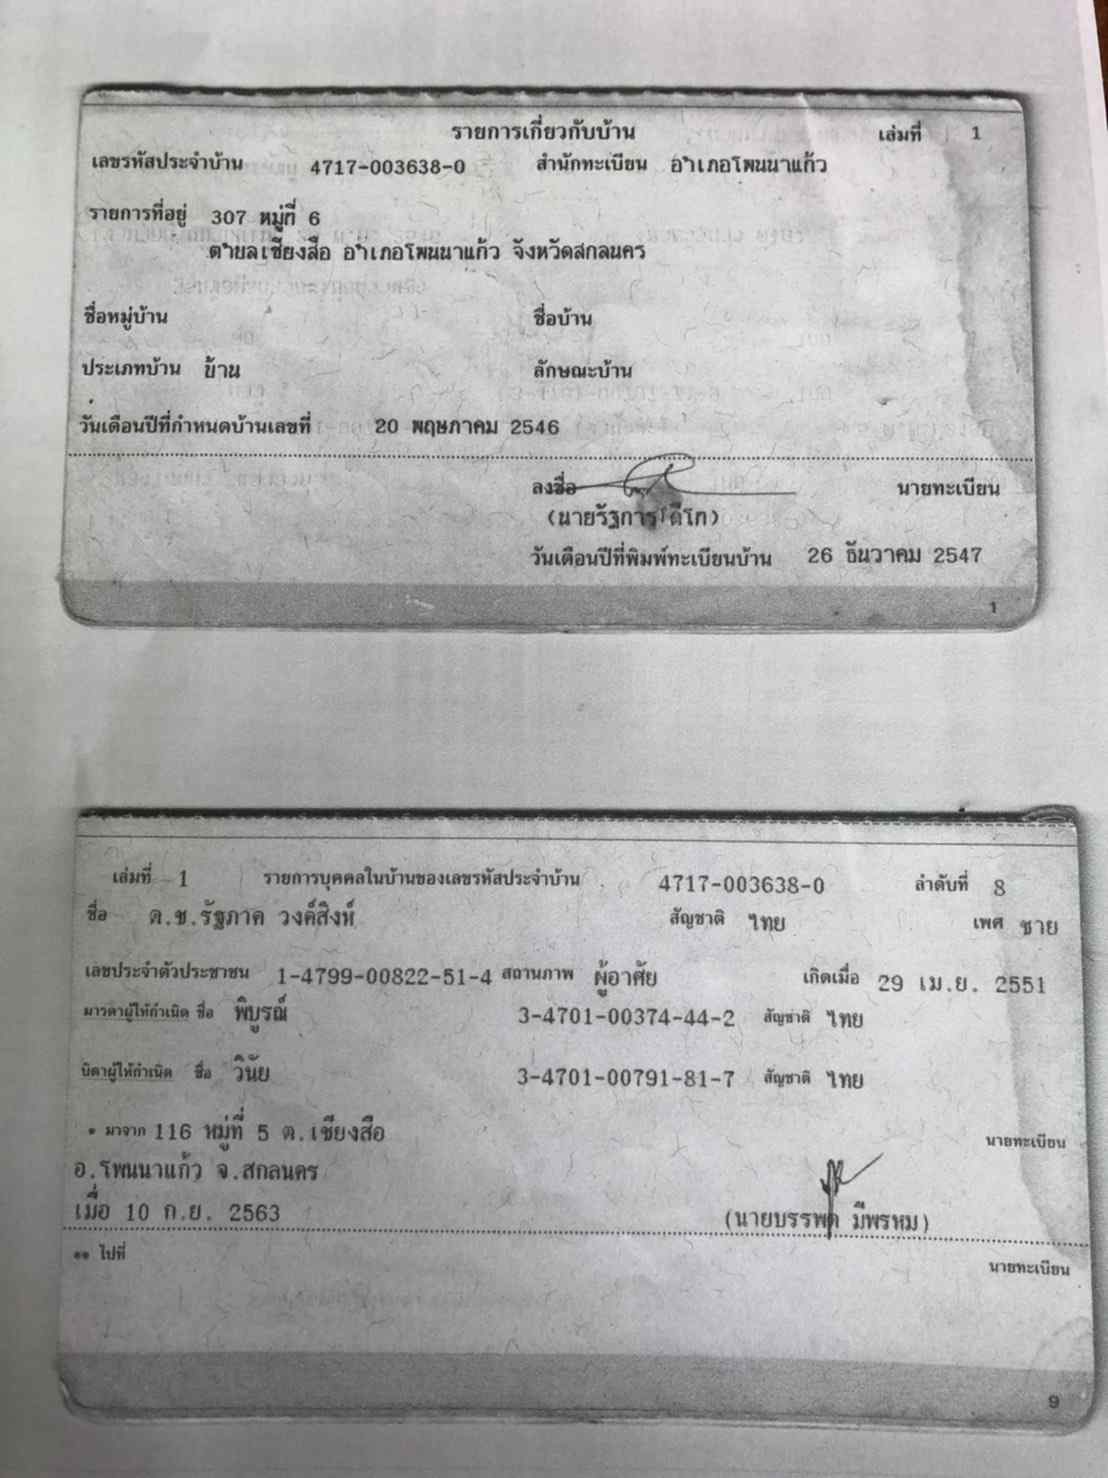 รายการเกี่ยวกับบ้าน เล่มที่ 1
เลขรหัสประจำบ้าน 4717-003638-0 สำนักทะเบียน อำเภอโพนนาแก้ว
รายการที่อยู่ 307 หมู่ที่ 6
ตำบลเชียงสือ อำเภอโพนนาแก้ว จังหวัดสกลนคร
ชื่อหมู่บ้าน ชื่อบ้าน
ประเภทบ้าน บ้าน ลักษณะบ้าน
วันเดือนปีที่กำหนดบ้านเลขที่ 20 พฤษภาคม 2546
ลงชื่อ นายทะเบียน
(นายรัฐการ โต๊โก)
วันเดือนปีที่พิมพ์ทะเบียนบ้าน 26 ธันวาคม 2547
1
เล่มที่ 1 รายการบุคคลในบ้านของเลขรหัสประจำบ้าน 4717-003638-0 ลำดับที่ 8
ชื่อ ด.ช.รัฐภาค วงค์สิงห์ สัญชาติ ไทย เพศ ชาย
เลขประจำตัวประชาชน 1-4799-00822-51-4 สถานภาพ ผู้อาศัย เกิดเมื่อ 29 เม.ย. 2551
มารดาผู้ให้กำเนิด ชื่อ พิบูรณ์ 3-4701-00374-44-2 สัญชาติ ไทย
บิดาผู้ให้กำเนิด ชื่อ วินัย 3-4701-00791-81-7 สัญชาติ ไทย
* มาจาก 116 หมู่ที่ 5 ต.เชียงสือ
นายทะเบียน
อ.โพนนาแก้ว จ.สกลนคร
เมื่อ 10 ก.ย. 2563 (นายบรรพต มีพรหม)
** ไปที่
นายทะเบียน
9